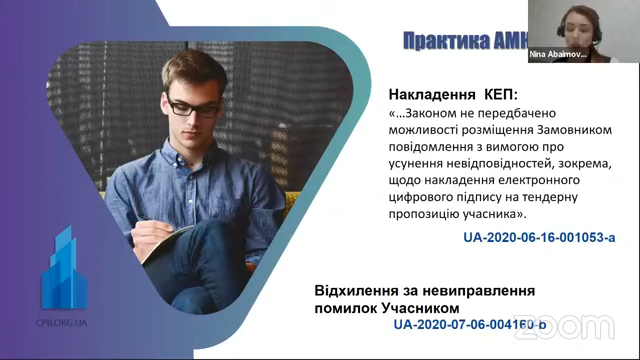 Практика АМК
Nina Abaimov...
Накладення КЕП:
«...Законом не передбачено
можливості розміщення Замовником
повідомлення з вимогою про
усунення невідповідностей, зокрема,
щодо накладення електронного
цифрового підпису на тендерну
пропозицію учасника».
UA-2020-06-16-001053-a
Відхилення за невиправлення
помилок Учасником
UA-2020-07-06-004160-b
CPILORG.UA
zoom